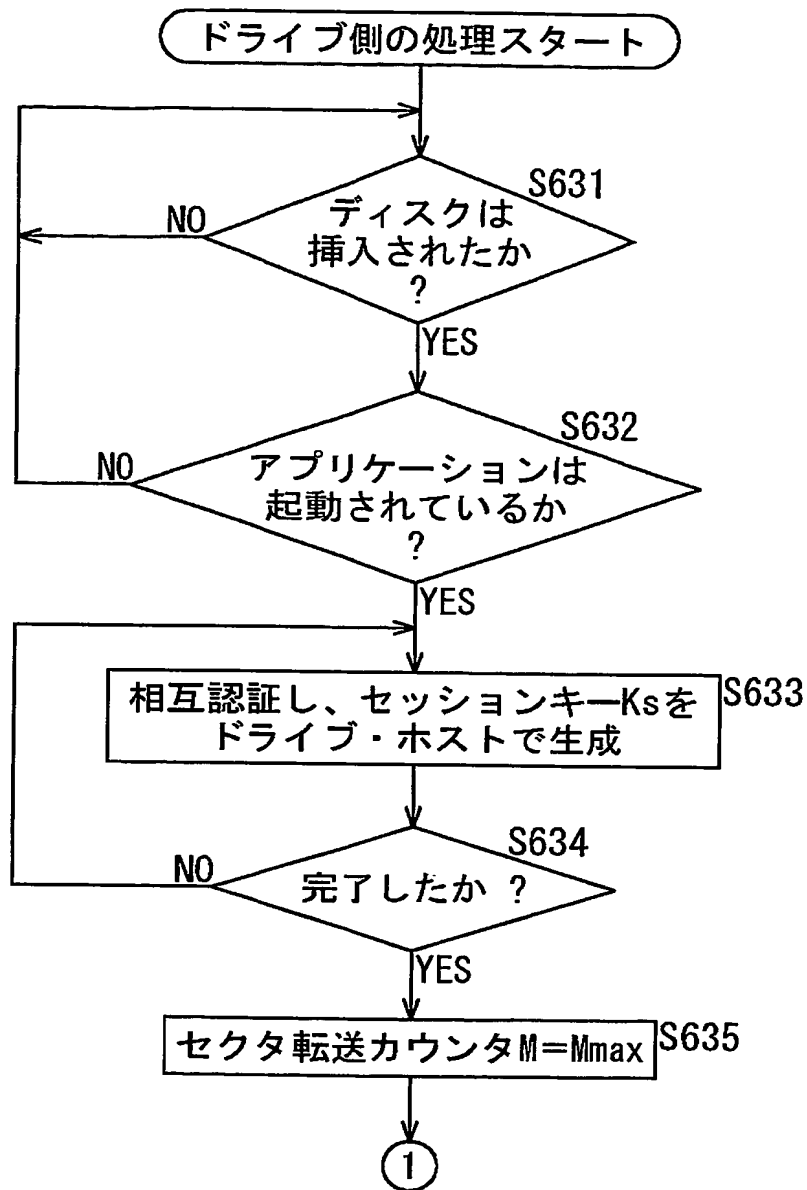 ドライブ側の処理スタート
S631
NO
ディスクは
挿入されたか
?
YES
S632
NO
アプリケーションは
起動されているか
?
YES
相互認証し、セッションキーKsを
ドライブ・ホストで生成
S633
S634
NO
完了したか ?
YES
セクタ転送カウンタM=Mmax
S635
1